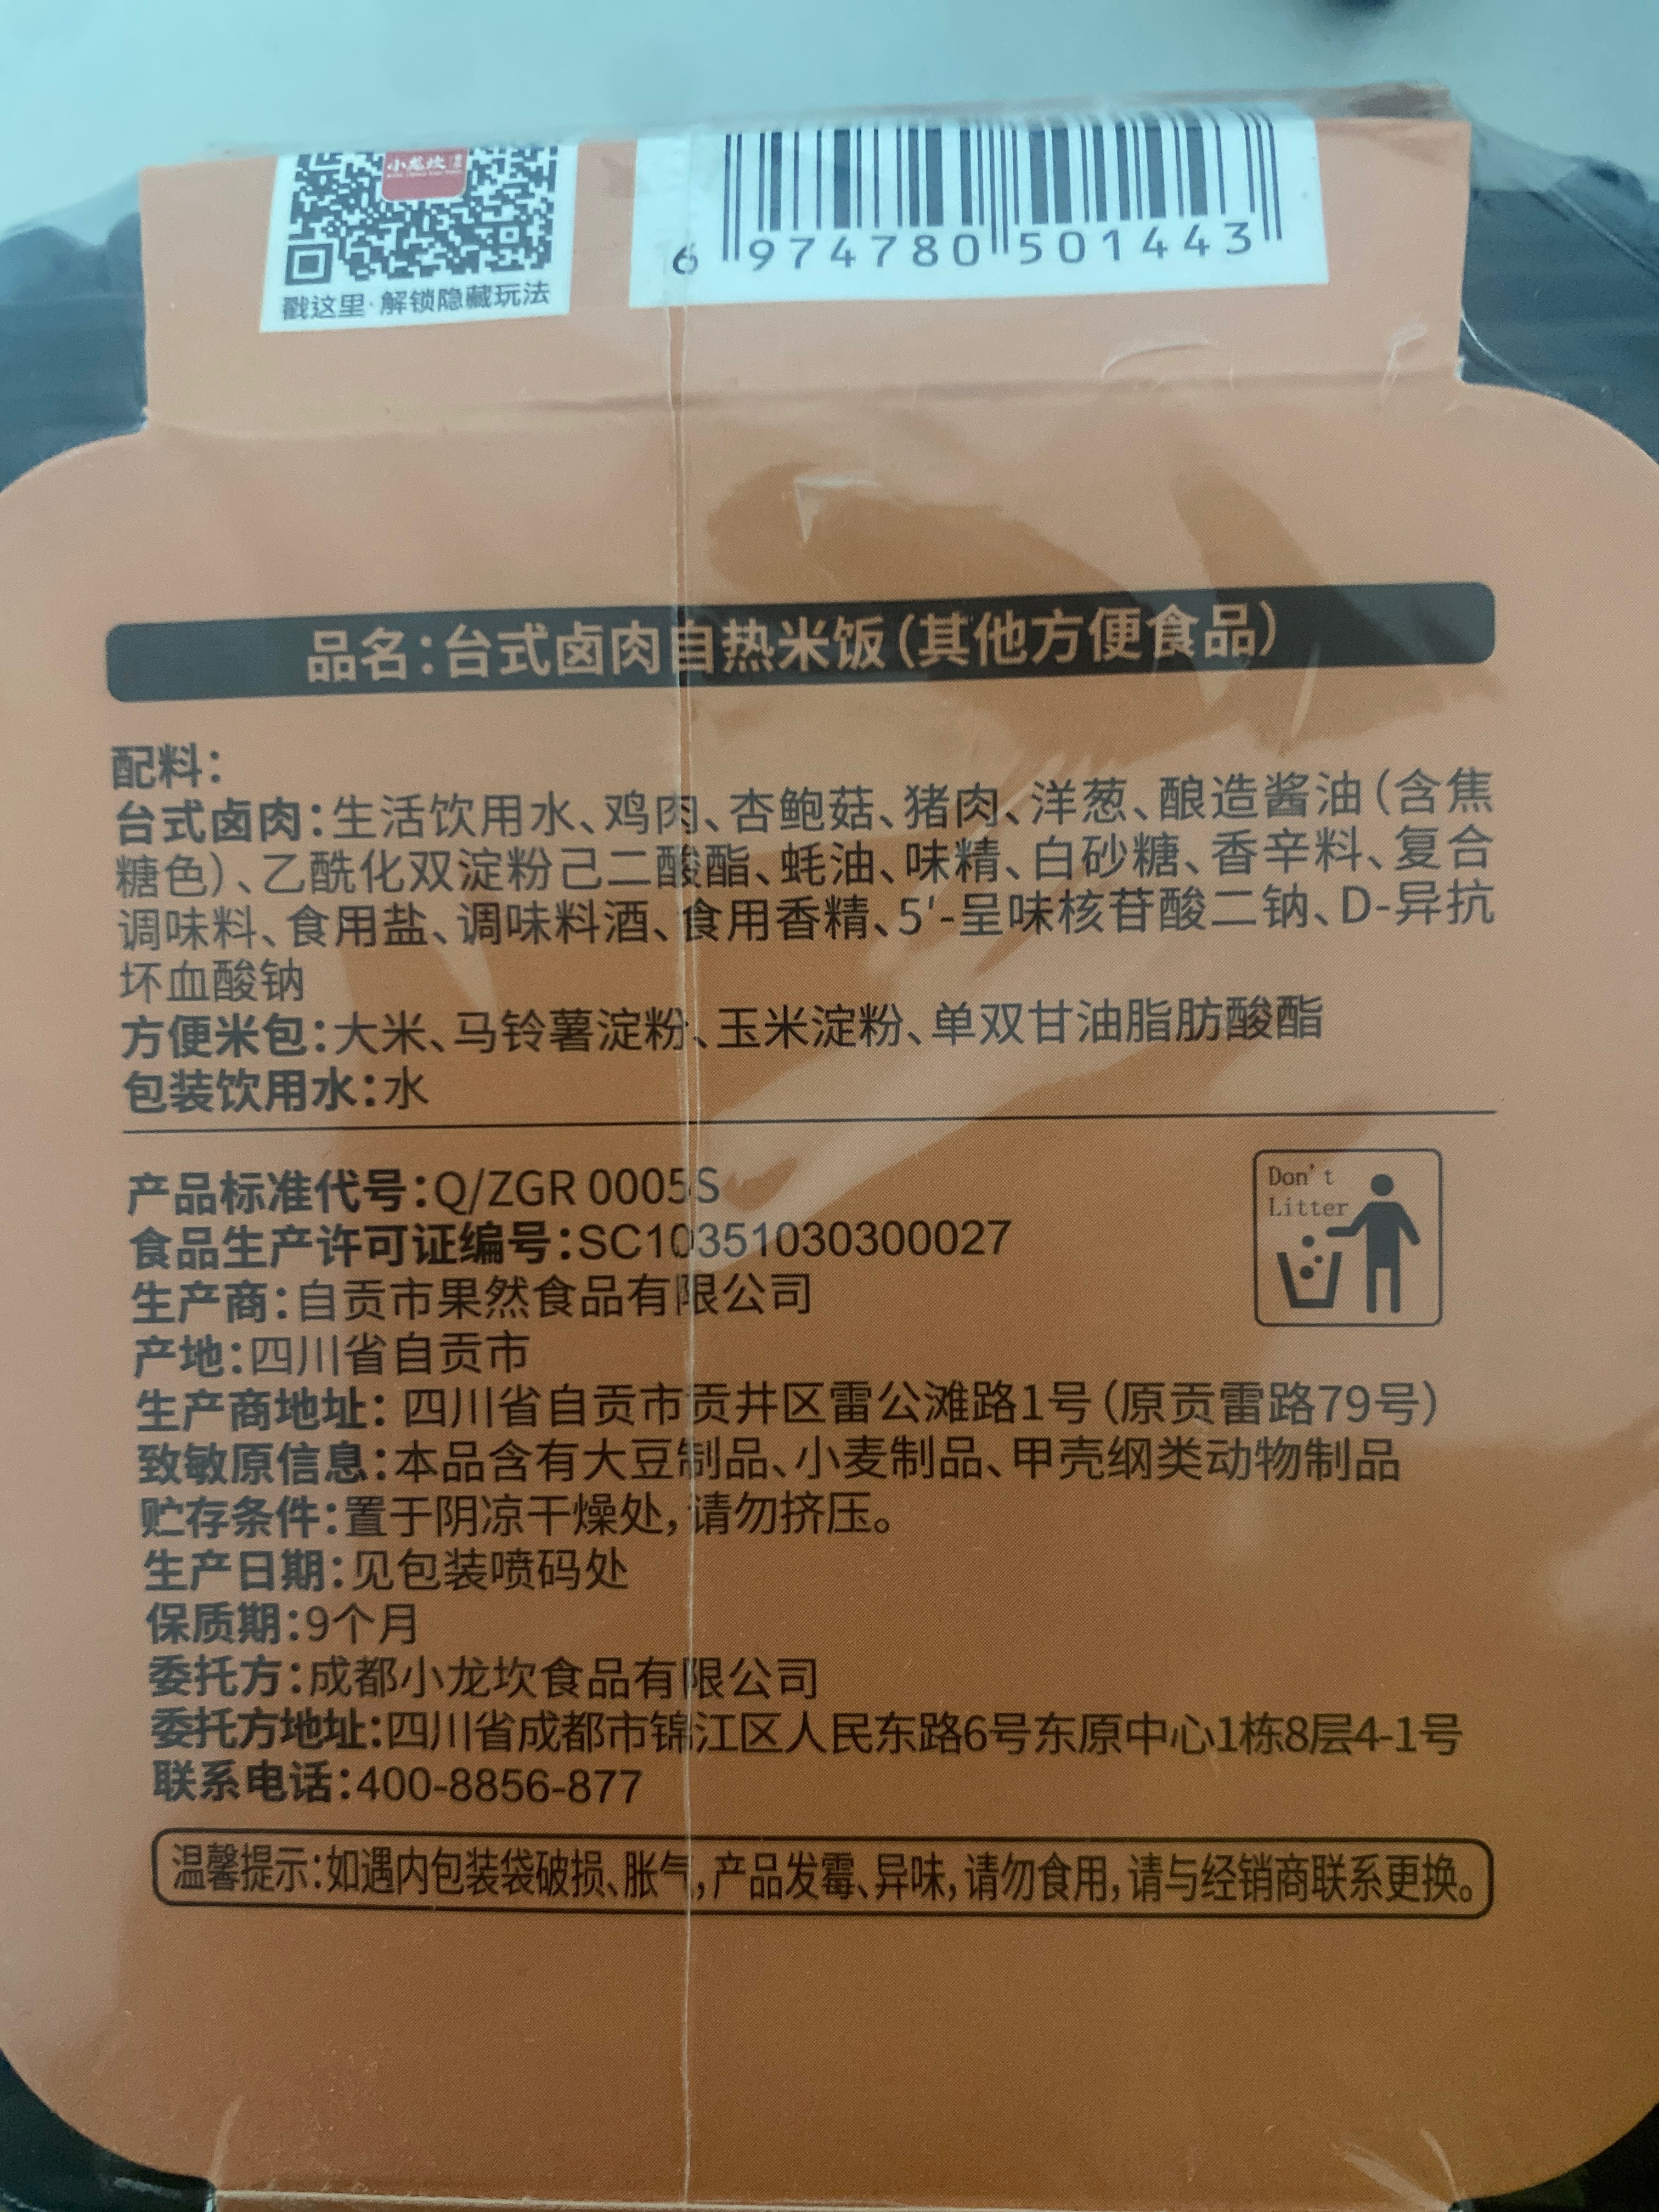 小龙坎
戳这里·解锁隐藏玩法
6 974780 501443
品名:台式卤肉自热米饭(其他方便食品)
配料:
台式卤肉:生活饮用水、鸡肉、杏鲍菇、猪肉、洋葱、酿造酱油(含焦
糖色)、乙酰化双淀粉己二酸酯、蚝油、味精、白砂糖、香辛料、复合
调味料、食用盐、调味料酒、食用香精、5'-呈味核苷酸二钠、D-异抗
坏血酸钠
方便米包:大米、马铃薯淀粉、玉米淀粉、单双甘油脂肪酸酯
包装饮用水:水
产品标准代号:Q/ZGR 0005S
食品生产许可证编号:SC10351030300027
生产商:自贡市果然食品有限公司
产地:四川省自贡市
生产商地址: 四川省自贡市贡井区雷公滩路1号(原贡雷路79号)
致敏原信息:本品含有大豆制品、小麦制品、甲壳纲类动物制品
贮存条件:置于阴凉干燥处,请勿挤压。
生产日期:见包装喷码处
保质期:9个月
委托方:成都小龙坎食品有限公司
委托方地址:四川省成都市锦江区人民东路6号东原中心1栋8层4-1号
联系电话:400-8856-877
Don't
Litter
温馨提示:如遇内包装袋破损、胀气,产品发霉、异味,请勿食用,请与经销商联系更换。